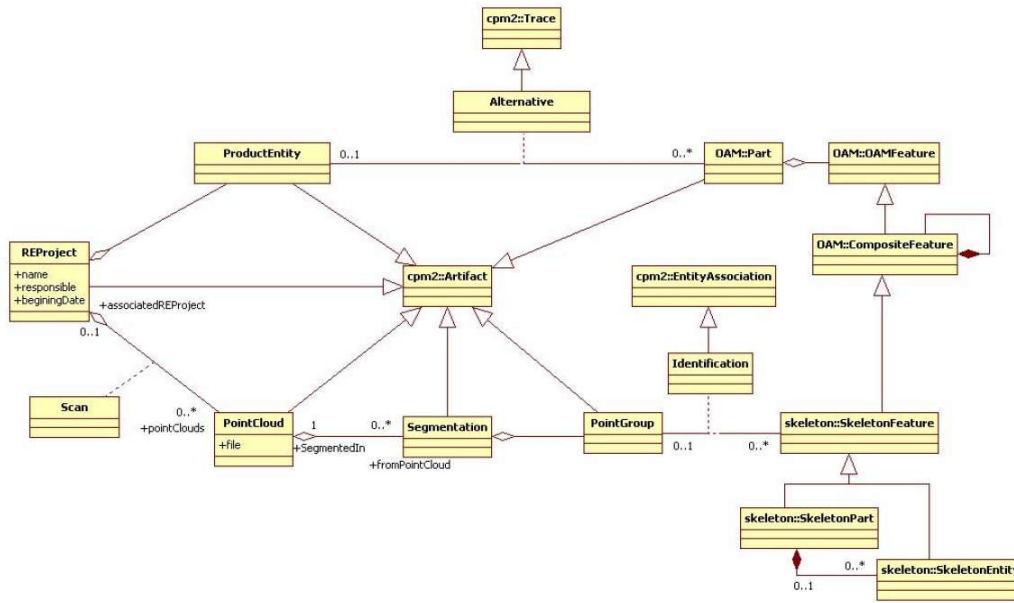 cpm2::Trace
Alternative
ProductEntity
0..1
0..*
OAM::Part
OAM::OAMFeature
OAM::CompositeFeature
REProject
+name
+responsible
+beginingDate
cpm2::Artifact
cpm2::EntityAssociation
+associatedREProject
0..1
Identification
Scan
0..*
+pointClouds
PointCloud
+file
1
+SegmentedIn
0..*
Segmentation
+fromPointCloud
PointGroup
0..1
0..*
skeleton::SkeletonFeature
skeleton::SkeletonPart
0..1
0..*
skeleton::SkeletonEntity